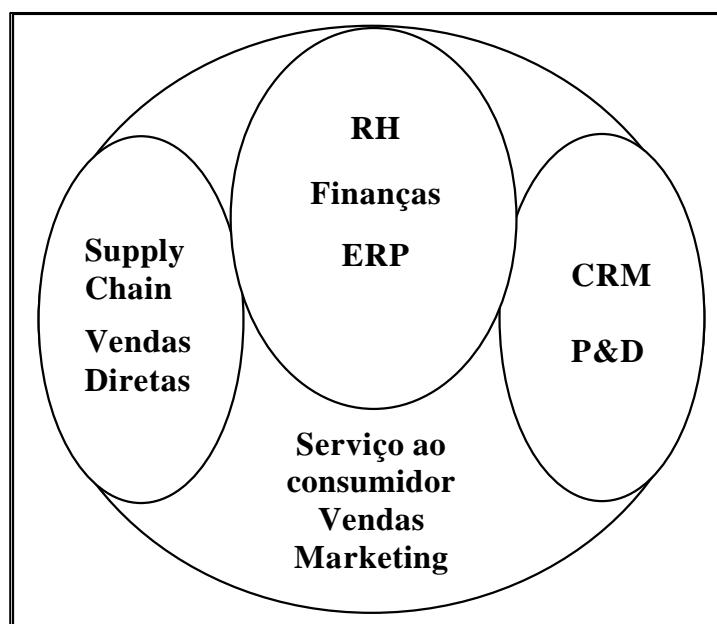 RH
Finanças
ERP
Supply
Chain
Vendas
Diretas
CRM
P&D
Serviço ao
consumidor
Vendas
Marketing